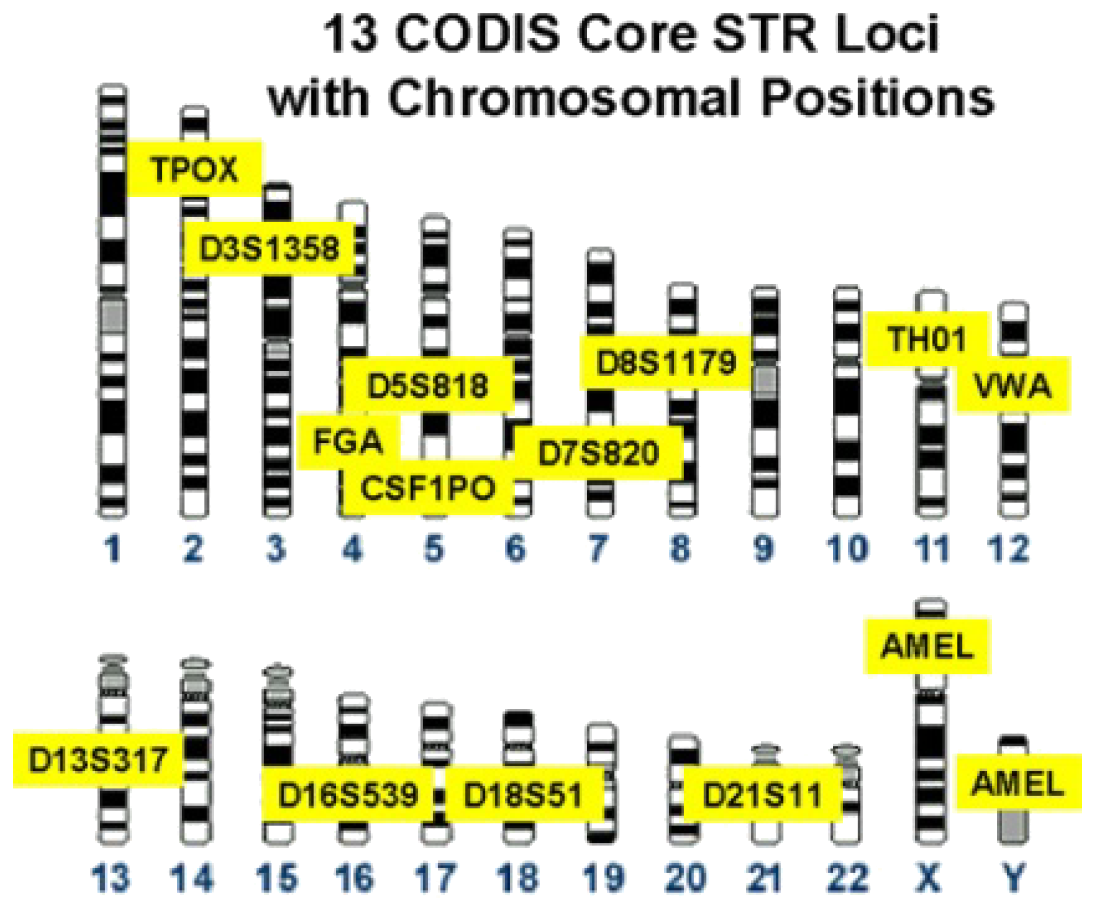 13 CODIS Core STR Loci
with Chromosomal Positions
TPOX
D3S1358
TH01
D8S1179
D5S818
VWA
FGA
D7S820
CSF1PO
1 2 3 4 5 6 7 8 9 10 11 12
AMEL
D13S317
AMEL
D16S539
D18S51
D21S11
13 14 15 16 17 18 19 20 21 22 X Y